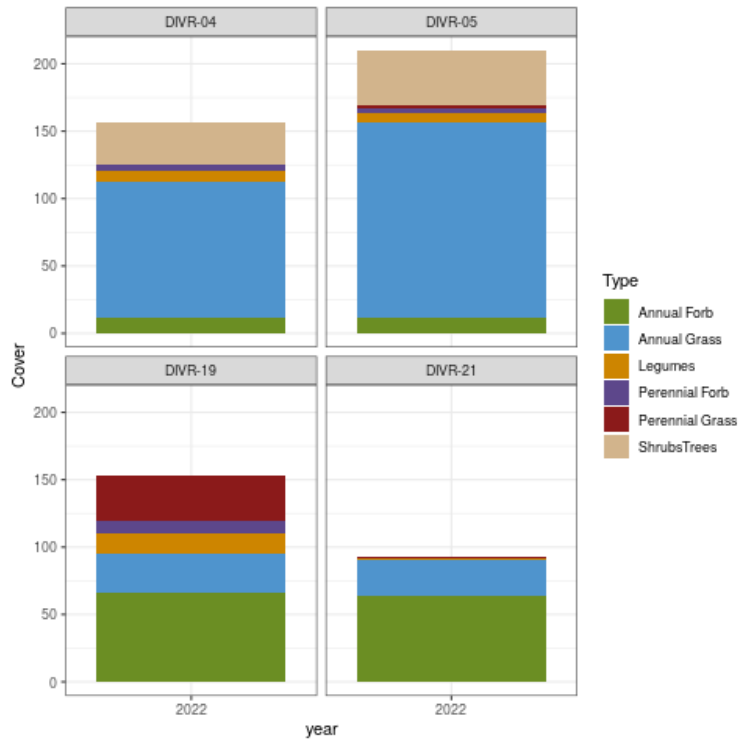 DIVR-04
DIVR-05
200
150
100
50
0
DIVR-19
DIVR-21
200
150
100
50
0
2022
2022
year
Cover
Type
Annual Forb
Annual Grass
Legumes
Perennial Forb
Perennial Grass
ShrubsTrees